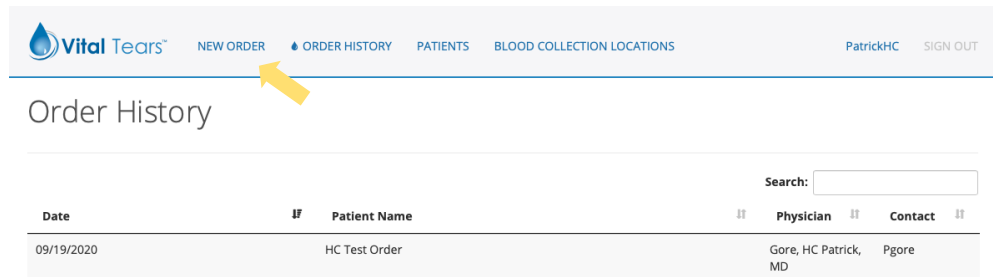 Vital Tears™ NEW ORDER ORDER HISTORY PATIENTS BLOOD COLLECTION LOCATIONS PatrickHC SIGN OUT
Order History
Search:
Date Patient Name Physician Contact
09/19/2020 HC Test Order Gore, HC Patrick, Pgore
MD